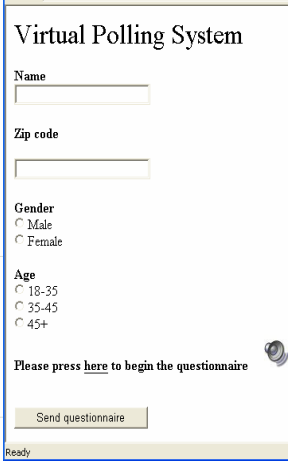 Virtual Polling System
Name
Zip code
Gender
Male
Female
Age
18-35
35-45
45+
Please press here to begin the questionnaire
Send questionnaire
Ready